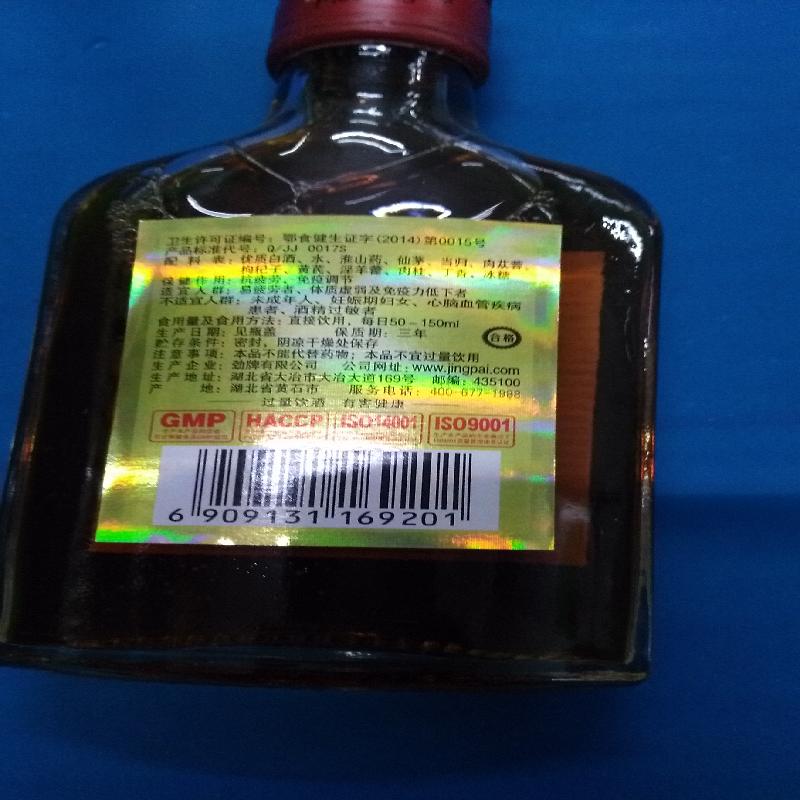 卫生许可证编号：鄂食健生证字(2014)第0015号
产品标准代号：Q/JJ 0017S
配 料 表：优质白酒、水、淮山药、仙茅、当归、肉苁蓉、
枸杞子、黄芪、淫羊藿、肉桂、丁香、冰糖
保健作用：抗疲劳、免疫调节
适宜人群：易疲劳者、体质虚弱及免疫力低下者
不适宜人群：未成年人、妊娠期妇女、心脑血管疾病
患者、酒精过敏者
食用量及食用方法：直接饮用，每日50－150ml
生产日期：见瓶盖 保质期：三年
贮存条件：密封，阴凉干燥处保存
合格
注意事项：本品不能代替药物；本品不宜过量饮用
生产企业：劲牌有限公司 公司网址：www.jingpai.com
生产地址：湖北省大冶市大冶大道169号 邮编：435100
产 地：湖北省黄石市 服务电话：400-677-1988
过量饮酒 有害健康
GMP HACCP ISO14001 ISO9001
6 909131 169201